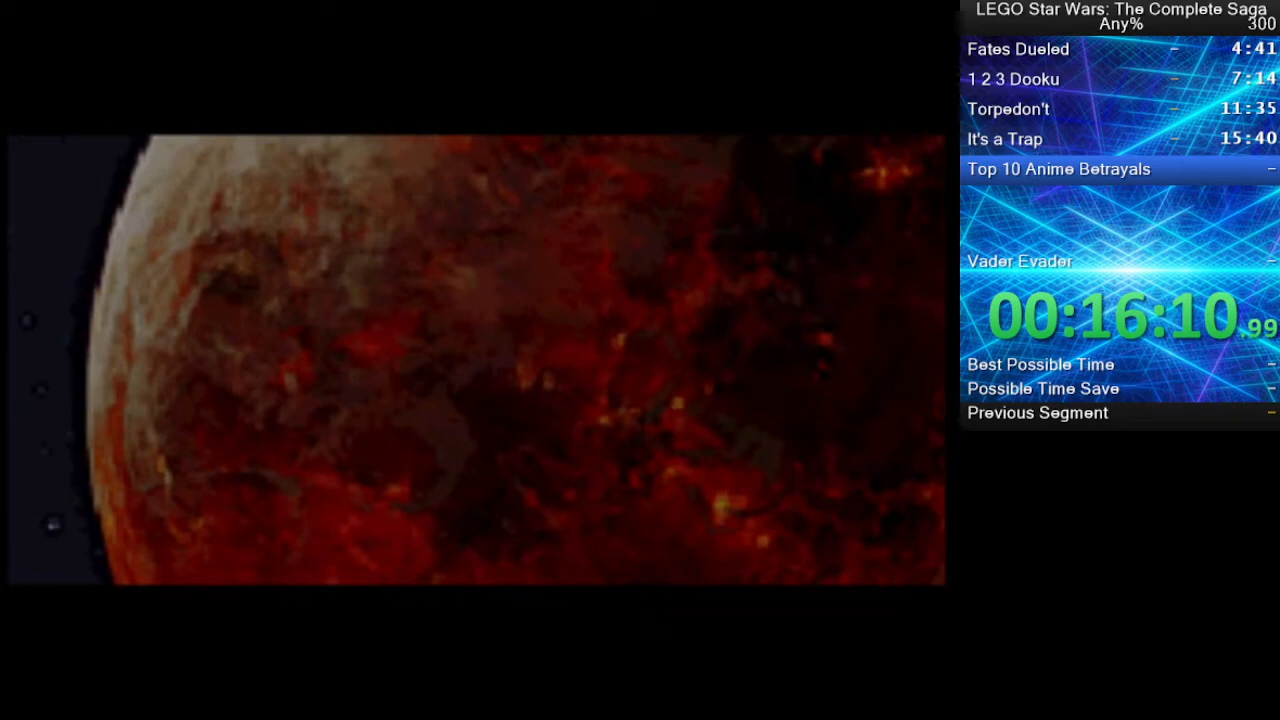 LEGO Star Wars: The Complete Saga
Any% 300
Fates Dueled – 4:41
1 2 3 Dooku – 7:14
Torpedon't – 11:35
It's a Trap – 15:40
Top 10 Anime Betrayals –
Vader Evader –
00:16:10.99
Best Possible Time –
Possible Time Save –
Previous Segment –